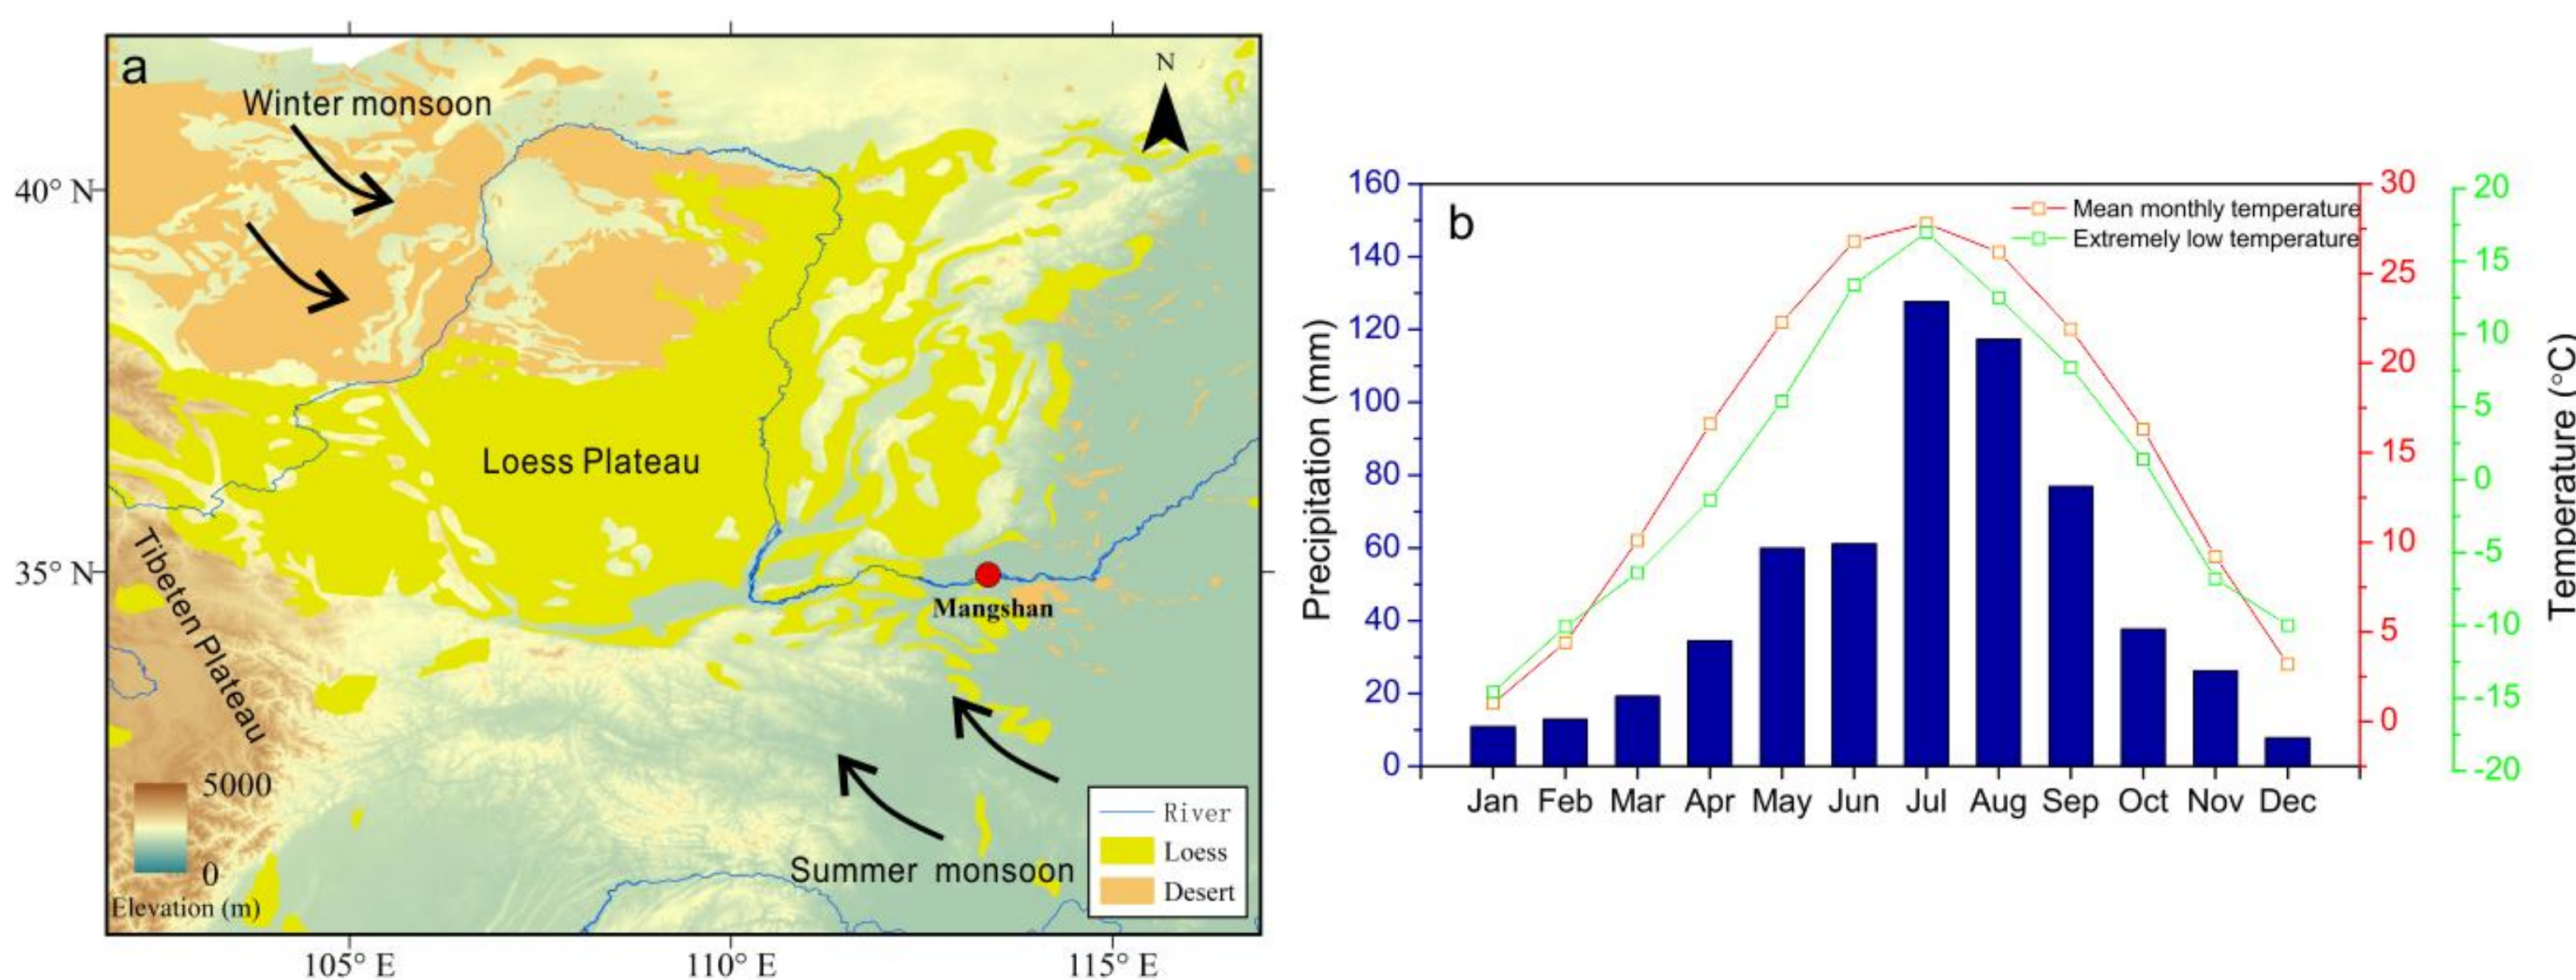 a
Winter monsoon
N
40° N
Loess Plateau
35° N
Mangshan
Tibeten Plateau
5000
0
Elevation (m)
Summer monsoon
River
Loess
Desert
105° E
110° E
115° E
b
Mean monthly temperature
Extremely low temperature
Precipitation (mm)
160
140
120
100
80
60
40
20
0
30
25
20
15
10
5
0
20
15
10
5
0
-5
-10
-15
-20
Temperature (°C)
Jan Feb Mar Apr May Jun Jul Aug Sep Oct Nov Dec